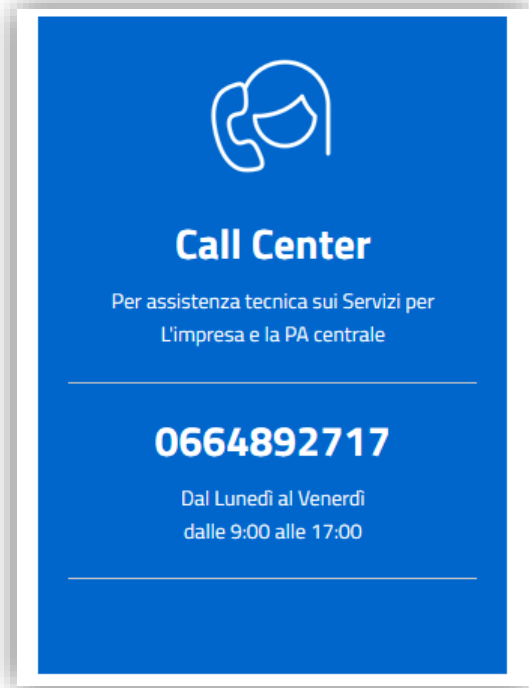 Call Center
Per assistenza tecnica sui Servizi per
L'impresa e la PA centrale
0664892717
Dal Lunedì al Venerdì
dalle 9:00 alle 17:00